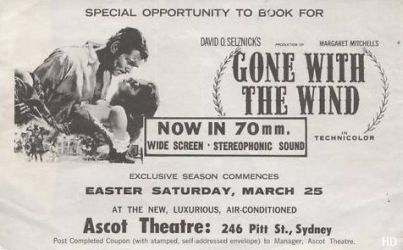 SPECIAL OPPORTUNITY TO BOOK FOR
DAVID O. SELZNICK'S PRODUCTION OF MARGARET MITCHELL'S
GONE WITH
THE WIND
IN
TECHNICOLOR
NOW IN 70mm.
WIDE SCREEN · STEREOPHONIC SOUND
EXCLUSIVE SEASON COMMENCES
EASTER SATURDAY, MARCH 25
AT THE NEW, LUXURIOUS, AIR-CONDITIONED
Ascot Theatre: 246 Pitt St., Sydney
Post Completed Coupon (with stamped, self-addressed envelope) to Manager, Ascot Theatre.
HD